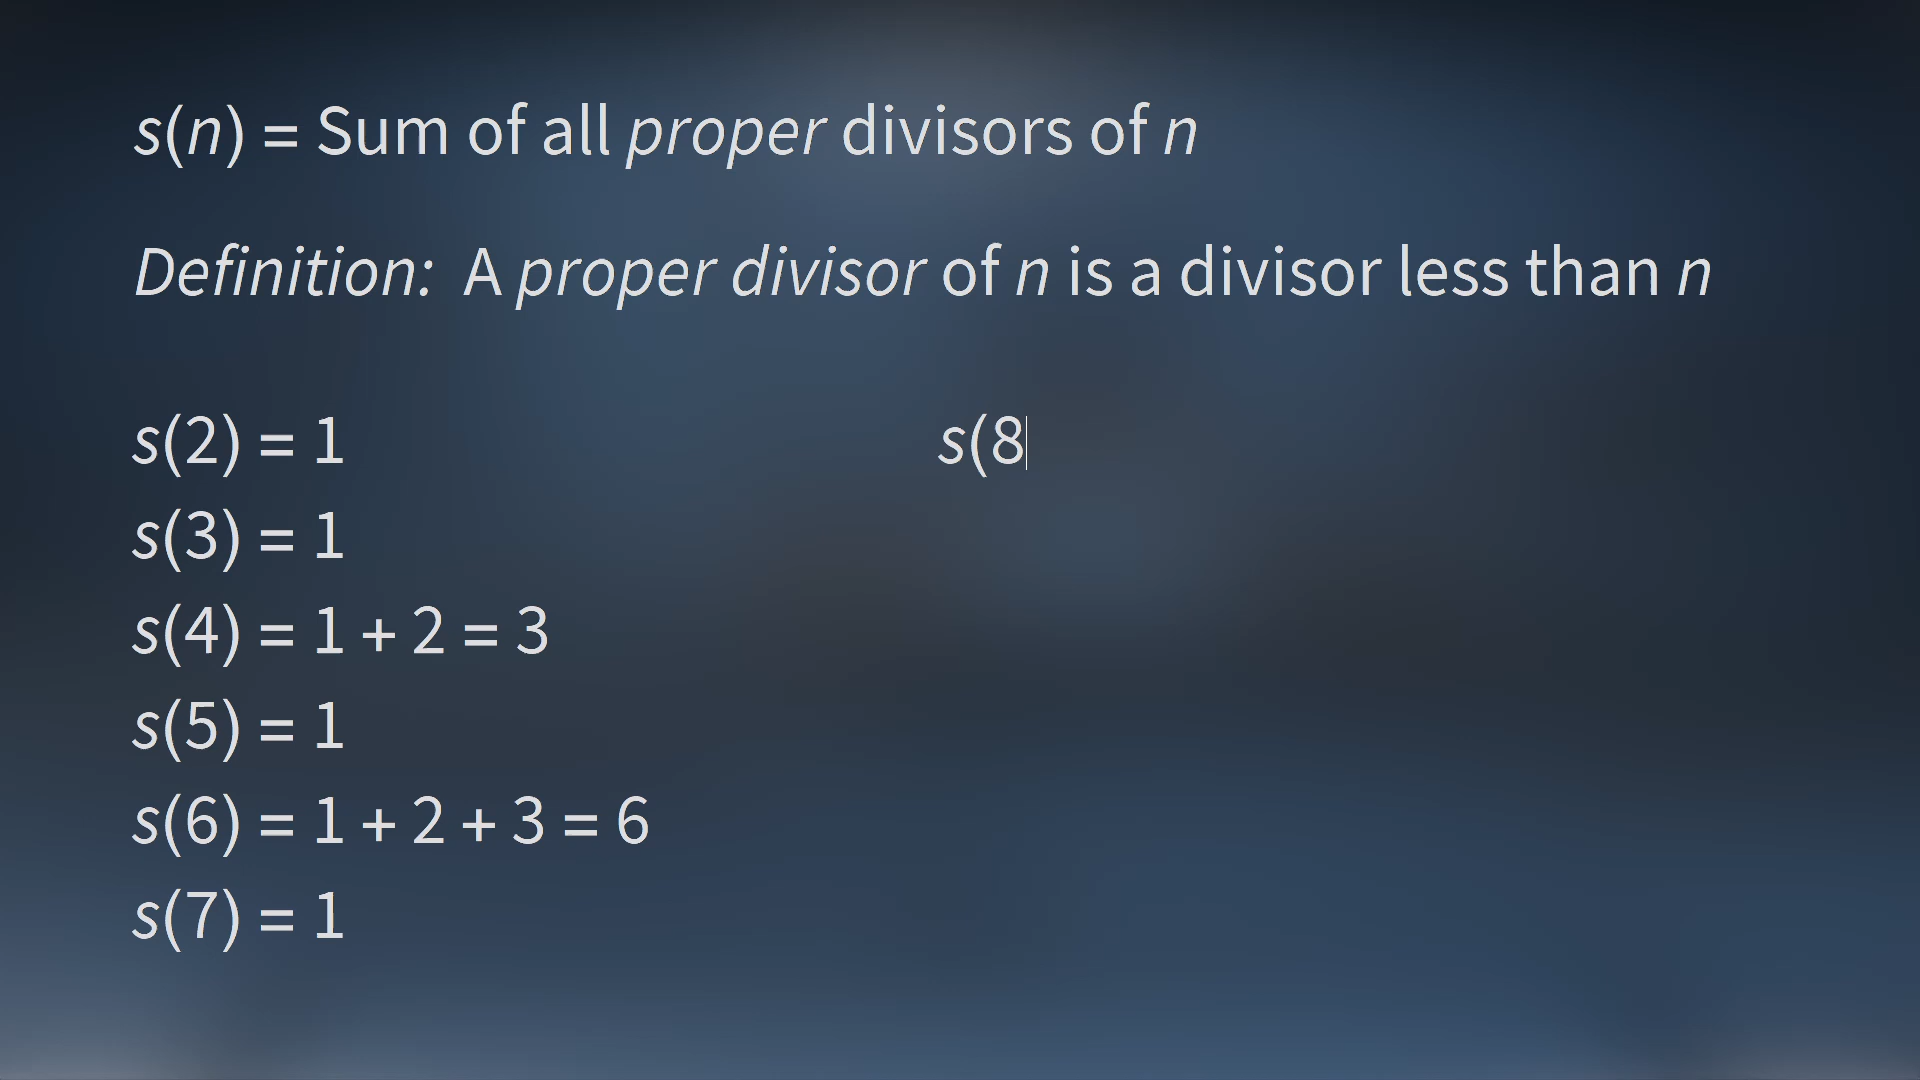 s(n) = Sum of all proper divisors of n
Definition: A proper divisor of n is a divisor less than n
s(2) = 1
s(3) = 1
s(4) = 1 + 2 = 3
s(5) = 1
s(6) = 1 + 2 + 3 = 6
s(7) = 1
s(8